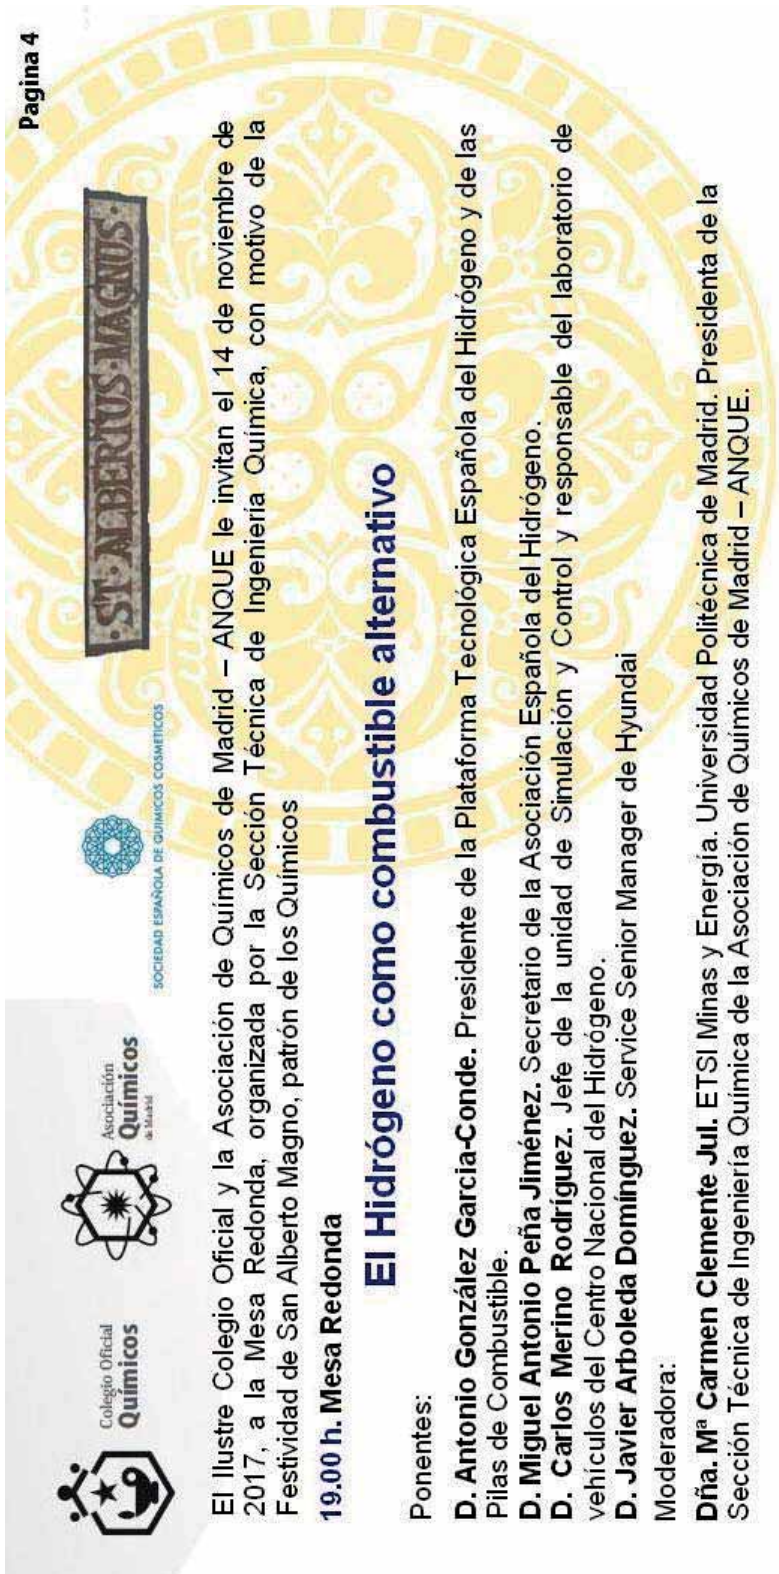 Pagina 4
Colegio Oficial
Químicos
Asociación
Químicos
de Madrid
SOCIEDAD ESPAÑOLA DE QUIMICOS COSMETICOS
·ST·ALBERTUS·MAGNUS·
El Ilustre Colegio Oficial y la Asociación de Químicos de Madrid – ANQUE le invitan el 14 de noviembre de
2017, a la Mesa Redonda, organizada por la Sección Técnica de Ingeniería Química, con motivo de la
Festividad de San Alberto Magno, patrón de los Químicos
19.00 h. Mesa Redonda
El Hidrógeno como combustible alternativo
Ponentes:
D. Antonio González Garcia-Conde. Presidente de la Plataforma Tecnológica Española del Hidrógeno y de las
Pilas de Combustible.
D. Miguel Antonio Peña Jiménez. Secretario de la Asociación Española del Hidrógeno.
D. Carlos Merino Rodríguez. Jefe de la unidad de Simulación y Control y responsable del laboratorio de
vehículos del Centro Nacional del Hidrógeno.
D. Javier Arboleda Domínguez. Service Senior Manager de Hyundai
Moderadora:
Dña. Mª Carmen Clemente Jul. ETSI Minas y Energía. Universidad Politécnica de Madrid. Presidenta de la
Sección Técnica de Ingeniería Química de la Asociación de Químicos de Madrid – ANQUE.